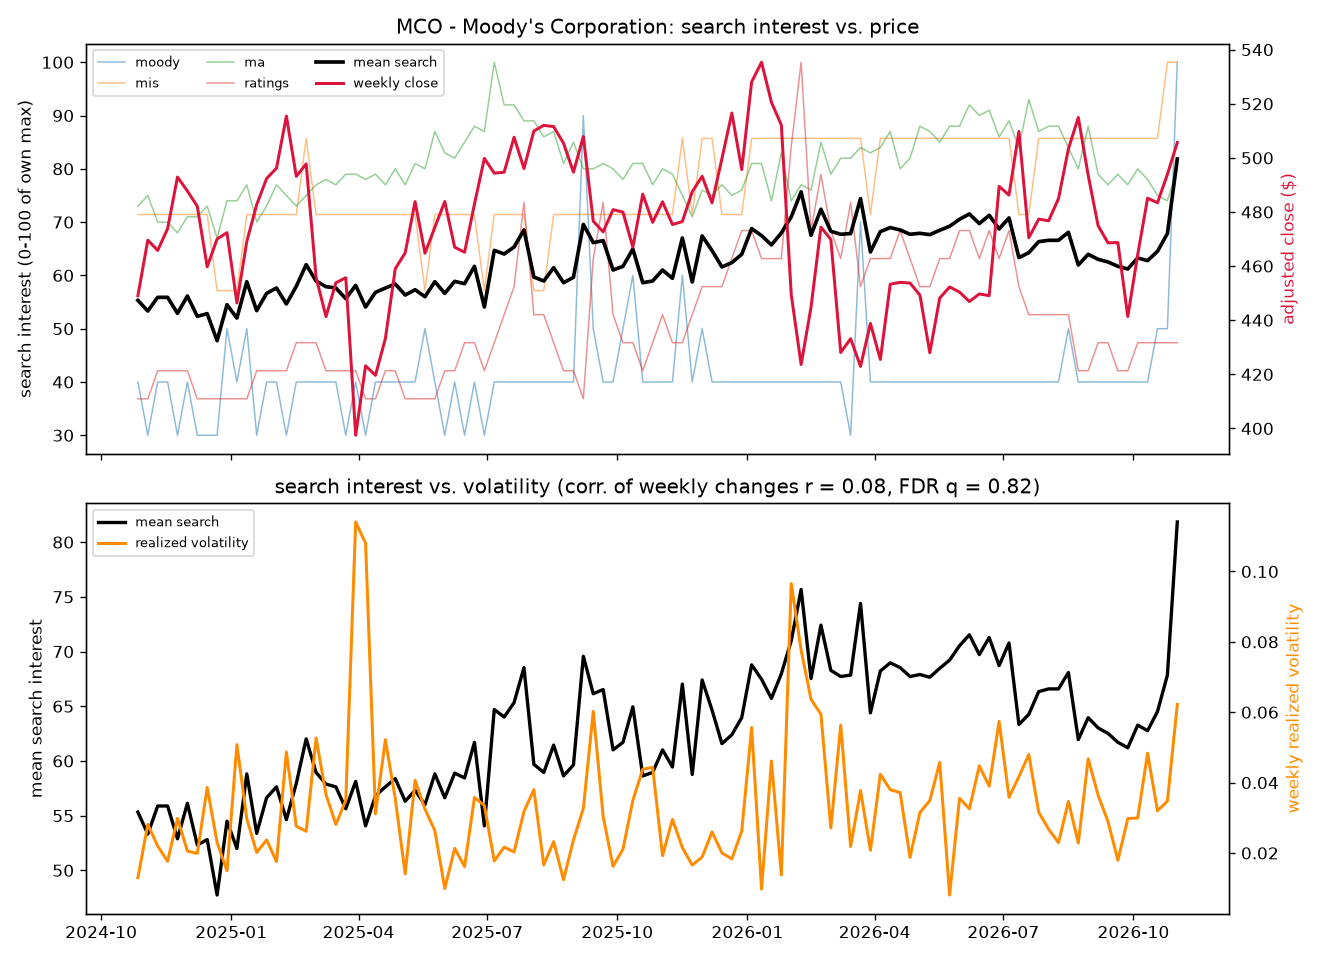 MCO - Moody's Corporation: search interest vs. price
moody
mis
ma
ratings
mean search
weekly close
search interest (0-100 of own max)
100
90
80
70
60
50
40
30
adjusted close ($)
540
520
500
480
460
440
420
400
search interest vs. volatility (corr. of weekly changes r = 0.08, FDR q = 0.82)
mean search
realized volatility
mean search interest
80
75
70
65
60
55
50
weekly realized volatility
0.10
0.08
0.06
0.04
0.02
2024-10
2025-01
2025-04
2025-07
2025-10
2026-01
2026-04
2026-07
2026-10